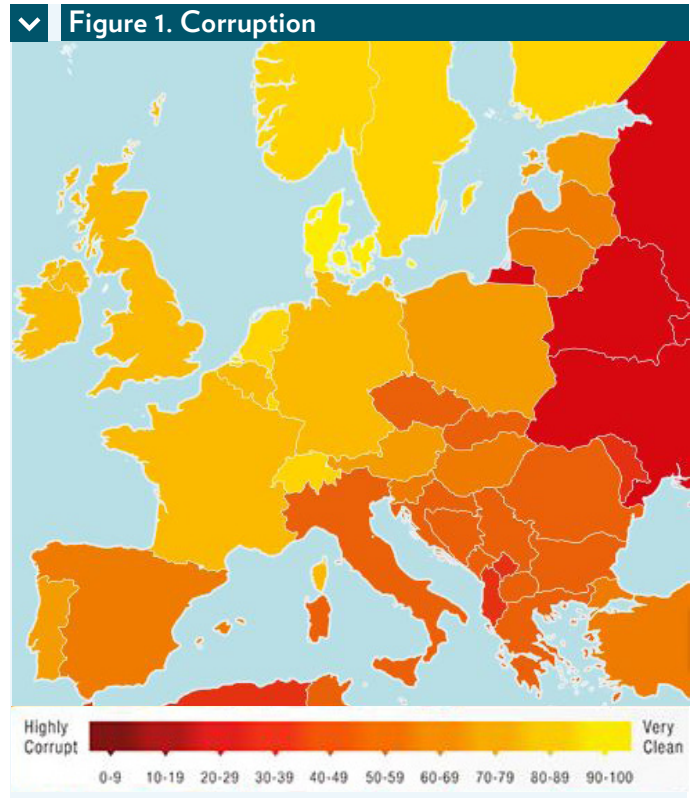 Figure 1. Corruption
Highly
Corrupt
Very
Clean
0-9 10-19 20-29 30-39 40-49 50-59 60-69 70-79 80-89 90-100